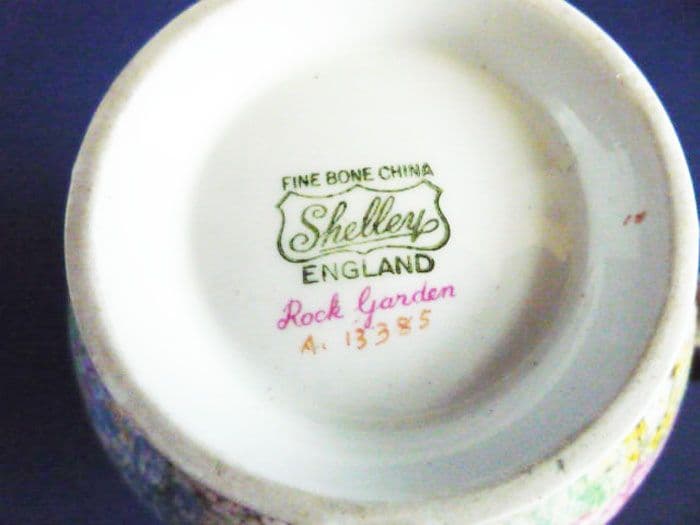 FINE BONE CHINA
Shelley
ENGLAND
Rock Garden
A. 13385